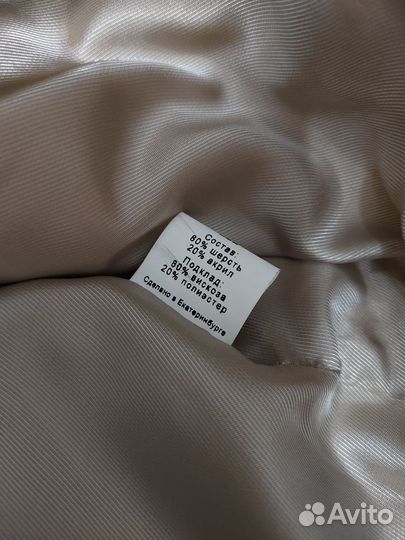 Состав:
80% шерсть
20% акрил
Подклад:
80% вискоза
20% полиэстер
Сделано в Екатеринбурге
Avito